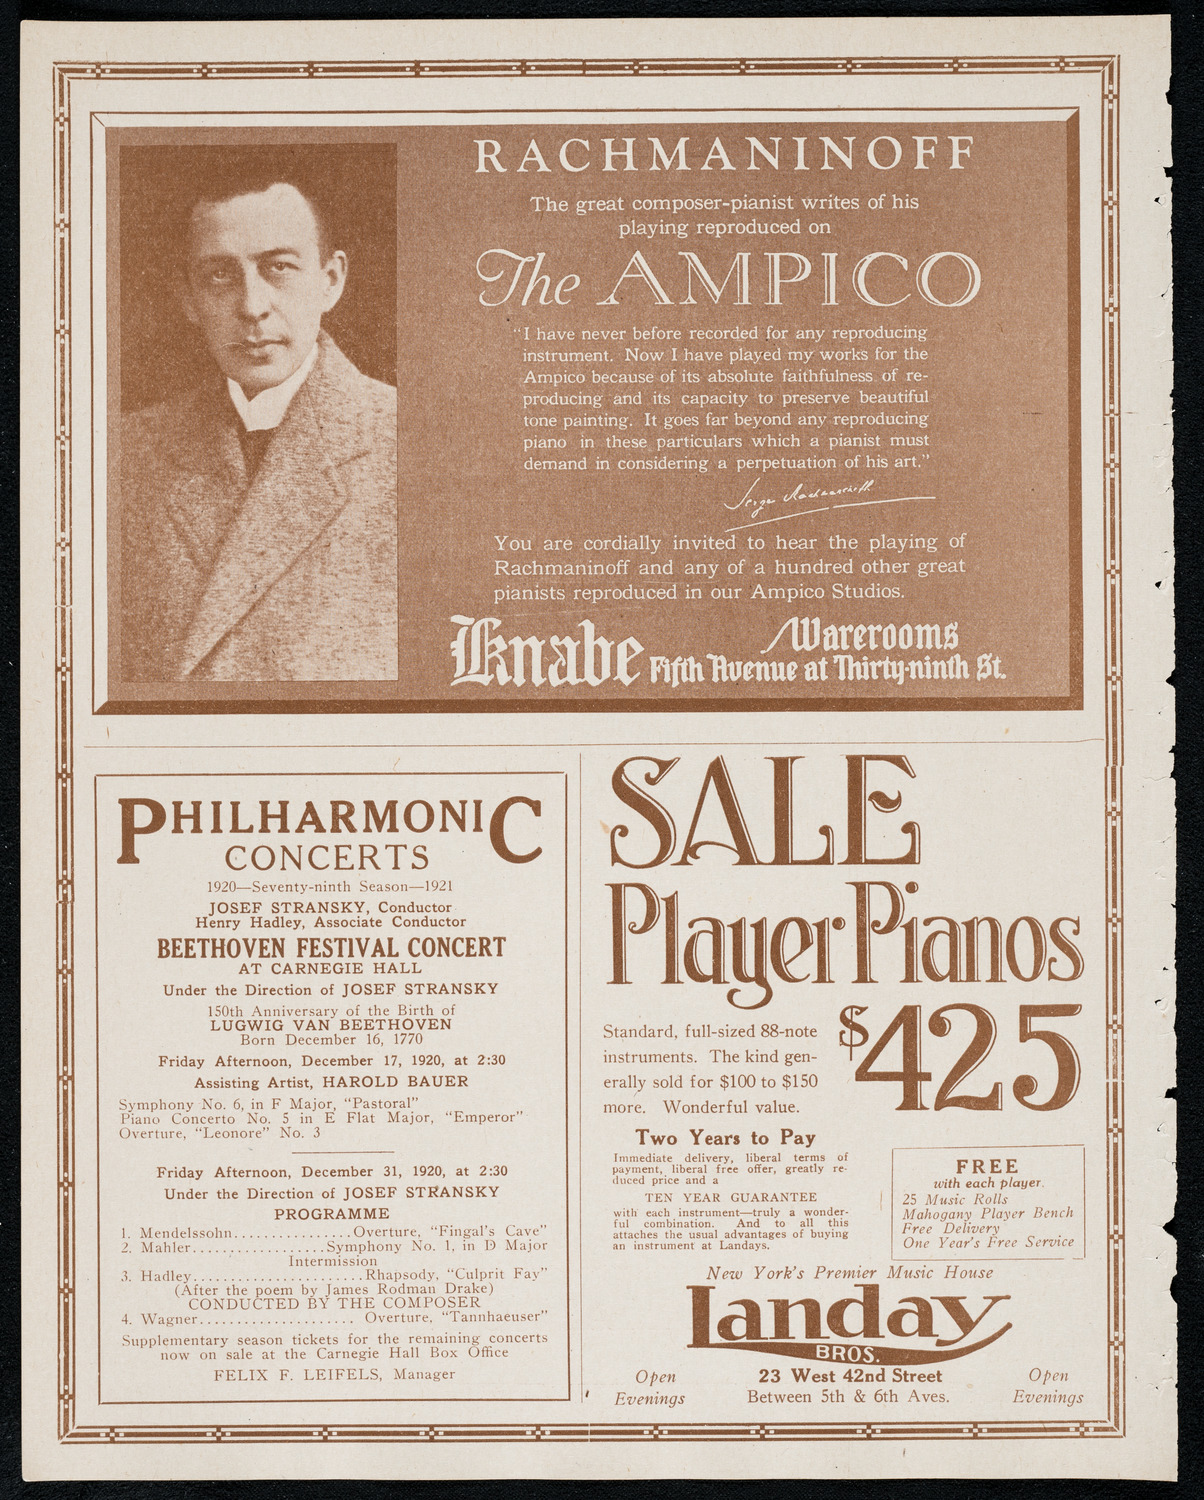 RACHMANINOFF
The great composer-pianist writes of his
playing reproduced on
The AMPICO
"I have never before recorded for any reproducing
instrument. Now I have played my works for the
Ampico because of its absolute faithfulness of re-
producing and its capacity to preserve beautiful
tone painting. It goes far beyond any reproducing
piano in these particulars which a pianist must
demand in considering a perpetuation of his art."
Serge Rachmaninoff
You are cordially invited to hear the playing of
Rachmaninoff and any of a hundred other great
pianists reproduced in our Ampico Studios.
Knabe Warerooms
Fifth Avenue at Thirty-ninth St.
PHILHARMONIC
CONCERTS
1920—Seventy-ninth Season—1921
JOSEF STRANSKY, Conductor
Henry Hadley, Associate Conductor
BEETHOVEN FESTIVAL CONCERT
AT CARNEGIE HALL
Under the Direction of JOSEF STRANSKY
150th Anniversary of the Birth of
LUGWIG VAN BEETHOVEN
Born December 16, 1770
Friday Afternoon, December 17, 1920, at 2:30
Assisting Artist, HAROLD BAUER
Symphony No. 6, in F Major, "Pastoral"
Piano Concerto No. 5 in E Flat Major, "Emperor"
Overture, "Leonore" No. 3
Friday Afternoon, December 31, 1920, at 2:30
Under the Direction of JOSEF STRANSKY
PROGRAMME
1. Mendelssohn...............Overture, "Fingal's Cave"
2. Mahler..................Symphony No. 1, in D Major
Intermission
3. Hadley.......................Rhapsody, "Culprit Fay"
(After the poem by James Rodman Drake)
CONDUCTED BY THE COMPOSER
4. Wagner.................... Overture, "Tannhaeuser"
Supplementary season tickets for the remaining concerts
now on sale at the Carnegie Hall Box Office
FELIX F. LEIFELS, Manager
SALE
Player Pianos
$425
Standard, full-sized 88-note
instruments. The kind gen-
erally sold for $100 to $150
more. Wonderful value.
Two Years to Pay
Immediate delivery, liberal terms of
payment, liberal free offer, greatly re-
duced price and a
TEN YEAR GUARANTEE
with each instrument—truly a wonder-
ful combination. And to all this
attaches the usual advantages of buying
an instrument at Landays.
FREE
with each player.
25 Music Rolls
Mahogany Player Bench
Free Delivery
One Year's Free Service
New York's Premier Music House
Landay
BROS.
Open
Evenings
23 West 42nd Street
Between 5th & 6th Aves.
Open
Evenings